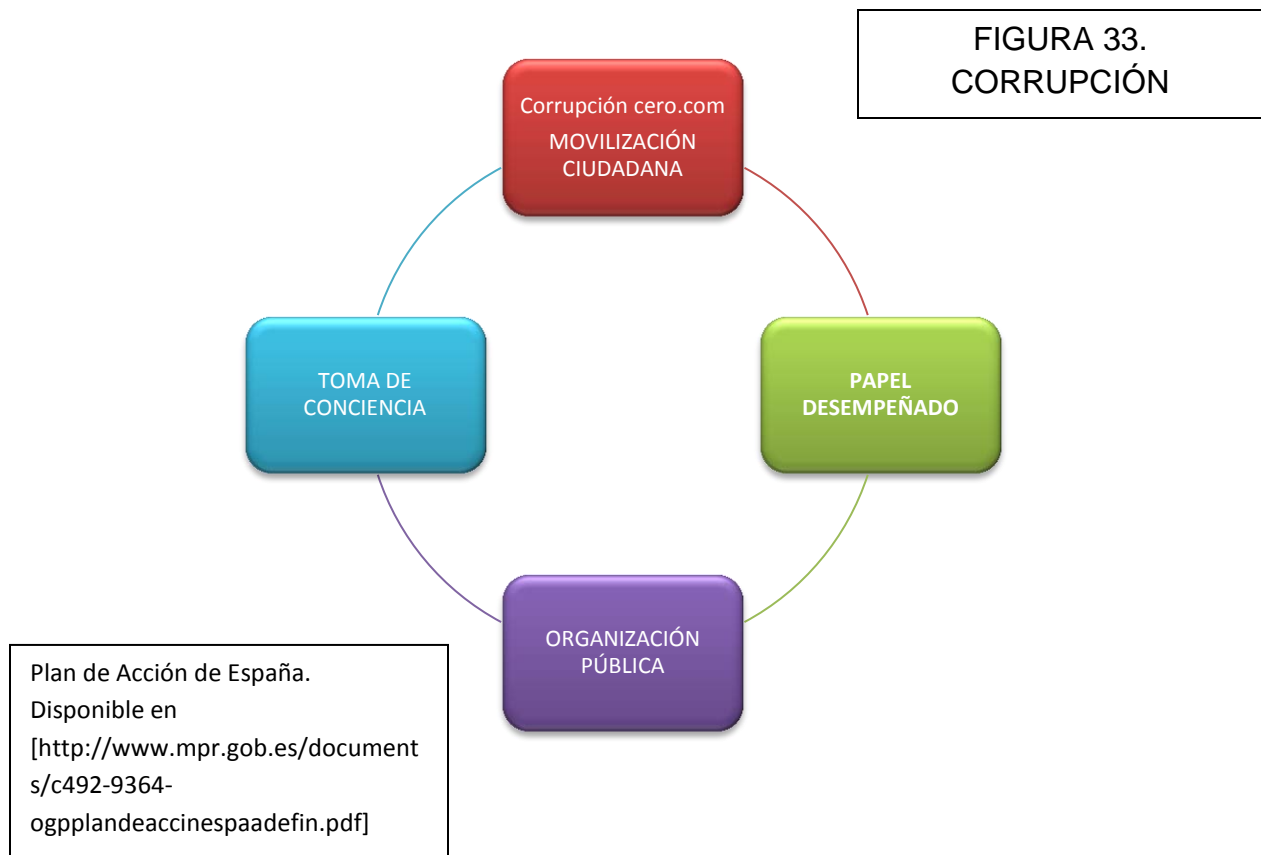 FIGURA 33.
CORRUPCIÓN
Corrupción cero.com
MOVILIZACIÓN
CIUDADANA
TOMA DE
CONCIENCIA
PAPEL
DESEMPEÑADO
ORGANIZACIÓN
PÚBLICA
Plan de Acción de España.
Disponible en
[http://www.mpr.gob.es/document
s/c492-9364-
ogpplandeaccinespaadefin.pdf]